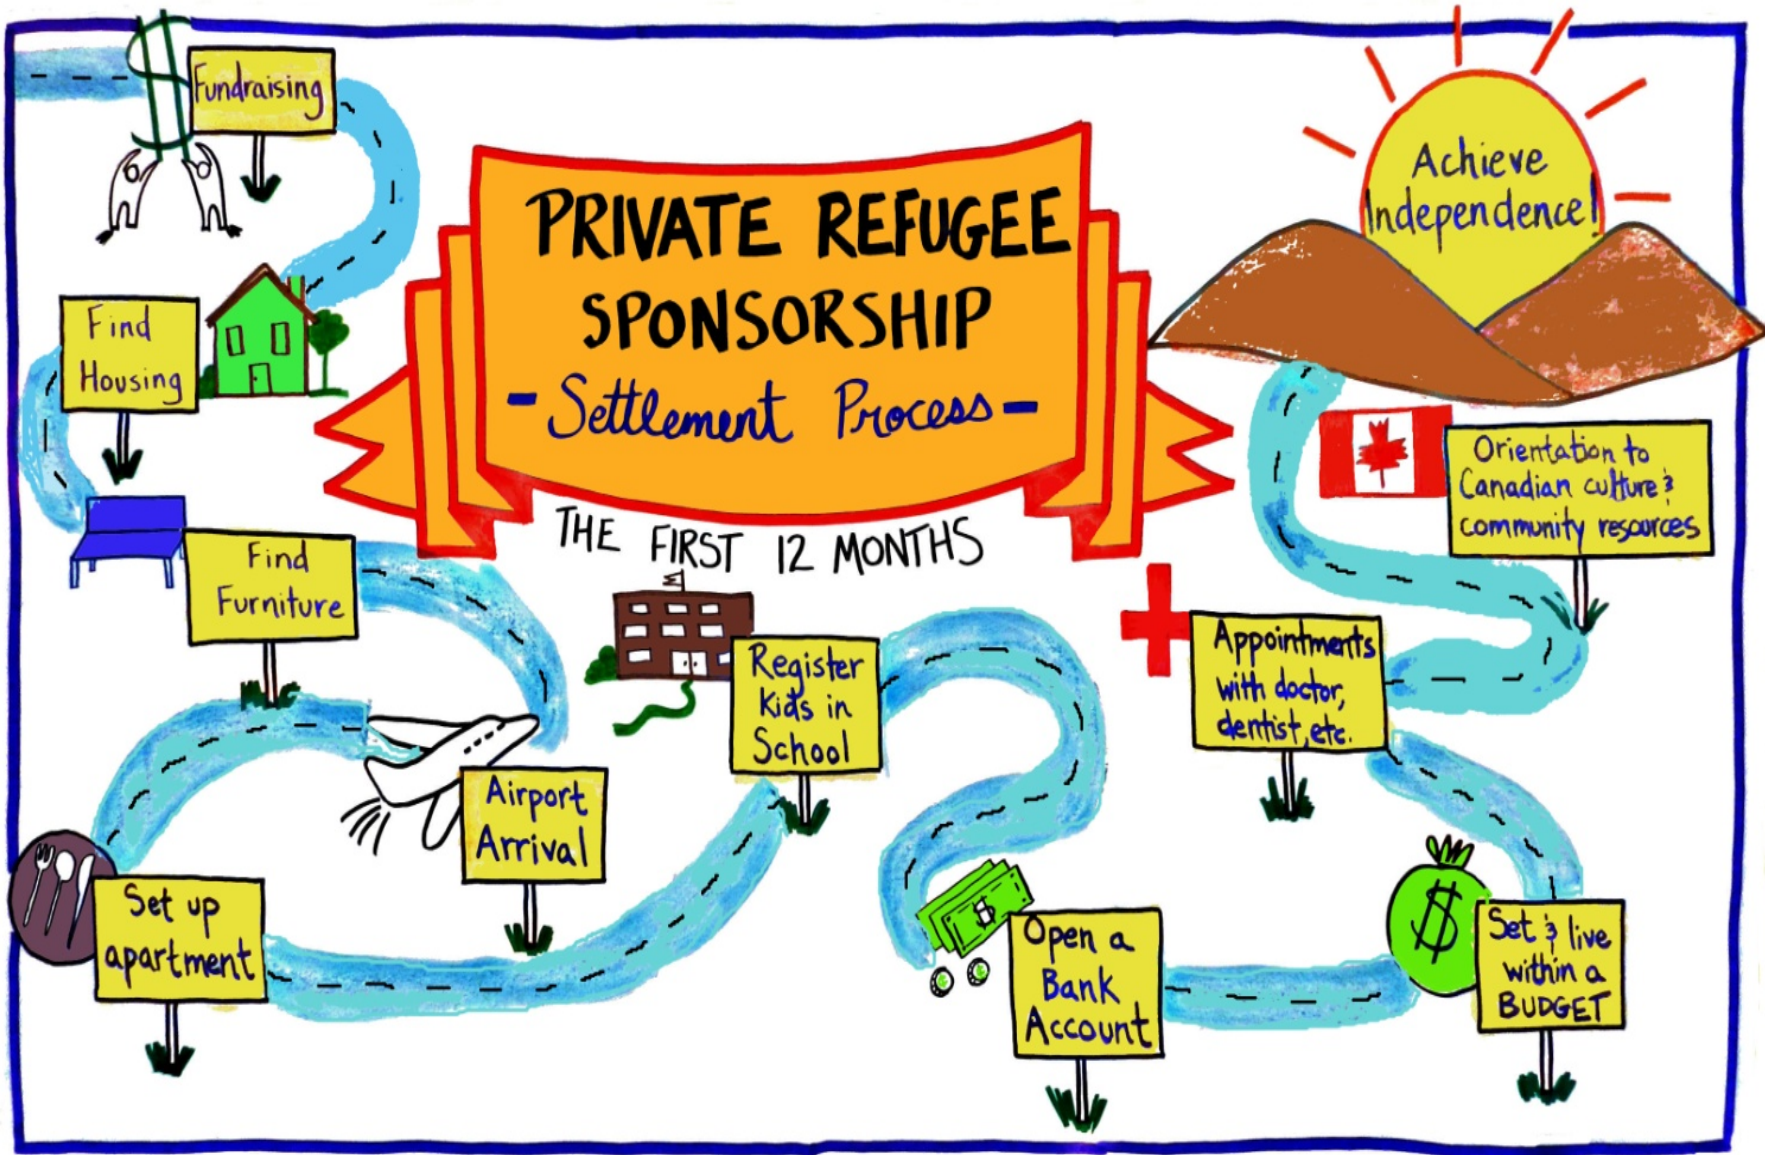 Fundraising
PRIVATE REFUGEE
SPONSORSHIP
- Settlement Process -
THE FIRST 12 MONTHS
Find
Housing
Find
Furniture
Airport
Arrival
Set up
apartment
Register
Kids in
School
Open a
Bank
Account
Set & live
within a
BUDGET
Appointments
with doctor,
dentist, etc.
Orientation to
Canadian culture &
community resources
Achieve
Independence!
$
$
$